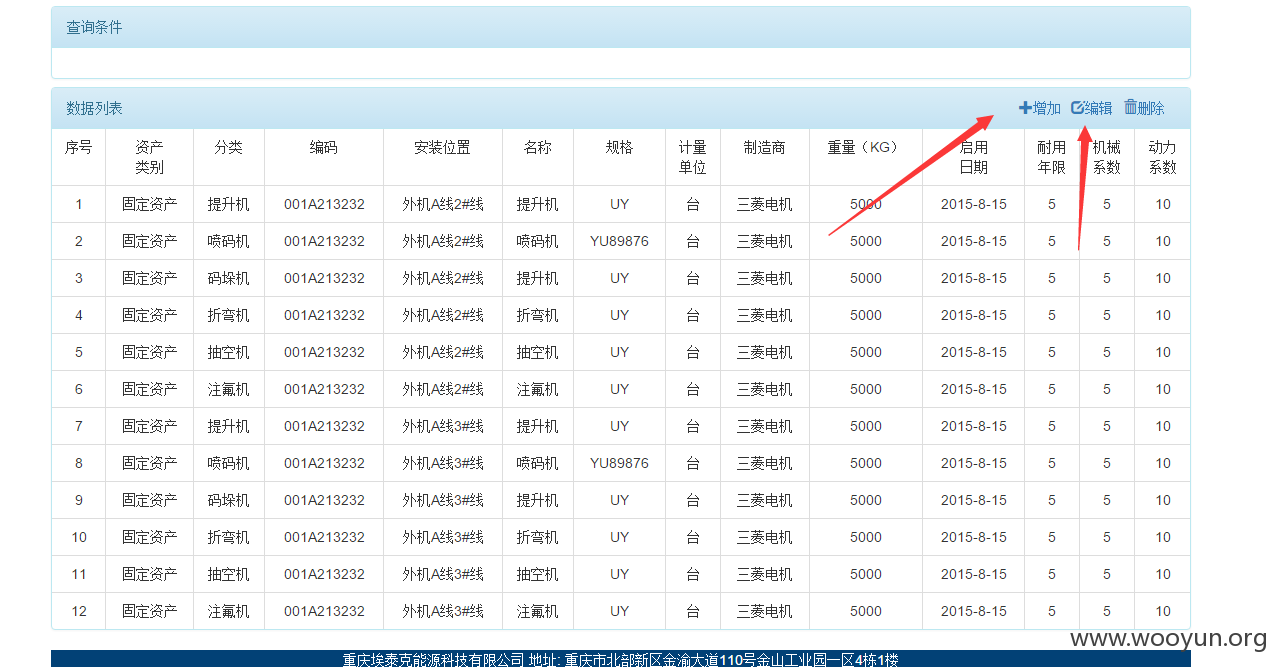 查询条件
数据列表 增加 编辑 删除
序号 资产类别 分类 编码 安装位置 名称 规格 计量单位 制造商 重量（KG） 启用日期 耐用年限 机械系数 动力系数
1 固定资产 提升机 001A213232 外机A线2#线 提升机 UY 台 三菱电机 5000 2015-8-15 5 5 10
2 固定资产 喷码机 001A213232 外机A线2#线 喷码机 YU89876 台 三菱电机 5000 2015-8-15 5 5 10
3 固定资产 码垛机 001A213232 外机A线2#线 提升机 UY 台 三菱电机 5000 2015-8-15 5 5 10
4 固定资产 折弯机 001A213232 外机A线2#线 折弯机 UY 台 三菱电机 5000 2015-8-15 5 5 10
5 固定资产 抽空机 001A213232 外机A线2#线 抽空机 UY 台 三菱电机 5000 2015-8-15 5 5 10
6 固定资产 注氟机 001A213232 外机A线2#线 注氟机 UY 台 三菱电机 5000 2015-8-15 5 5 10
7 固定资产 提升机 001A213232 外机A线3#线 提升机 UY 台 三菱电机 5000 2015-8-15 5 5 10
8 固定资产 喷码机 001A213232 外机A线3#线 喷码机 YU89876 台 三菱电机 5000 2015-8-15 5 5 10
9 固定资产 码垛机 001A213232 外机A线3#线 提升机 UY 台 三菱电机 5000 2015-8-15 5 5 10
10 固定资产 折弯机 001A213232 外机A线3#线 折弯机 UY 台 三菱电机 5000 2015-8-15 5 5 10
11 固定资产 抽空机 001A213232 外机A线3#线 抽空机 UY 台 三菱电机 5000 2015-8-15 5 5 10
12 固定资产 注氟机 001A213232 外机A线3#线 注氟机 UY 台 三菱电机 5000 2015-8-15 5 5 10
www.wooyun.org
重庆埃泰克能源科技有限公司 地址: 重庆市北部新区金渝大道110号金山工业园一区4栋1楼